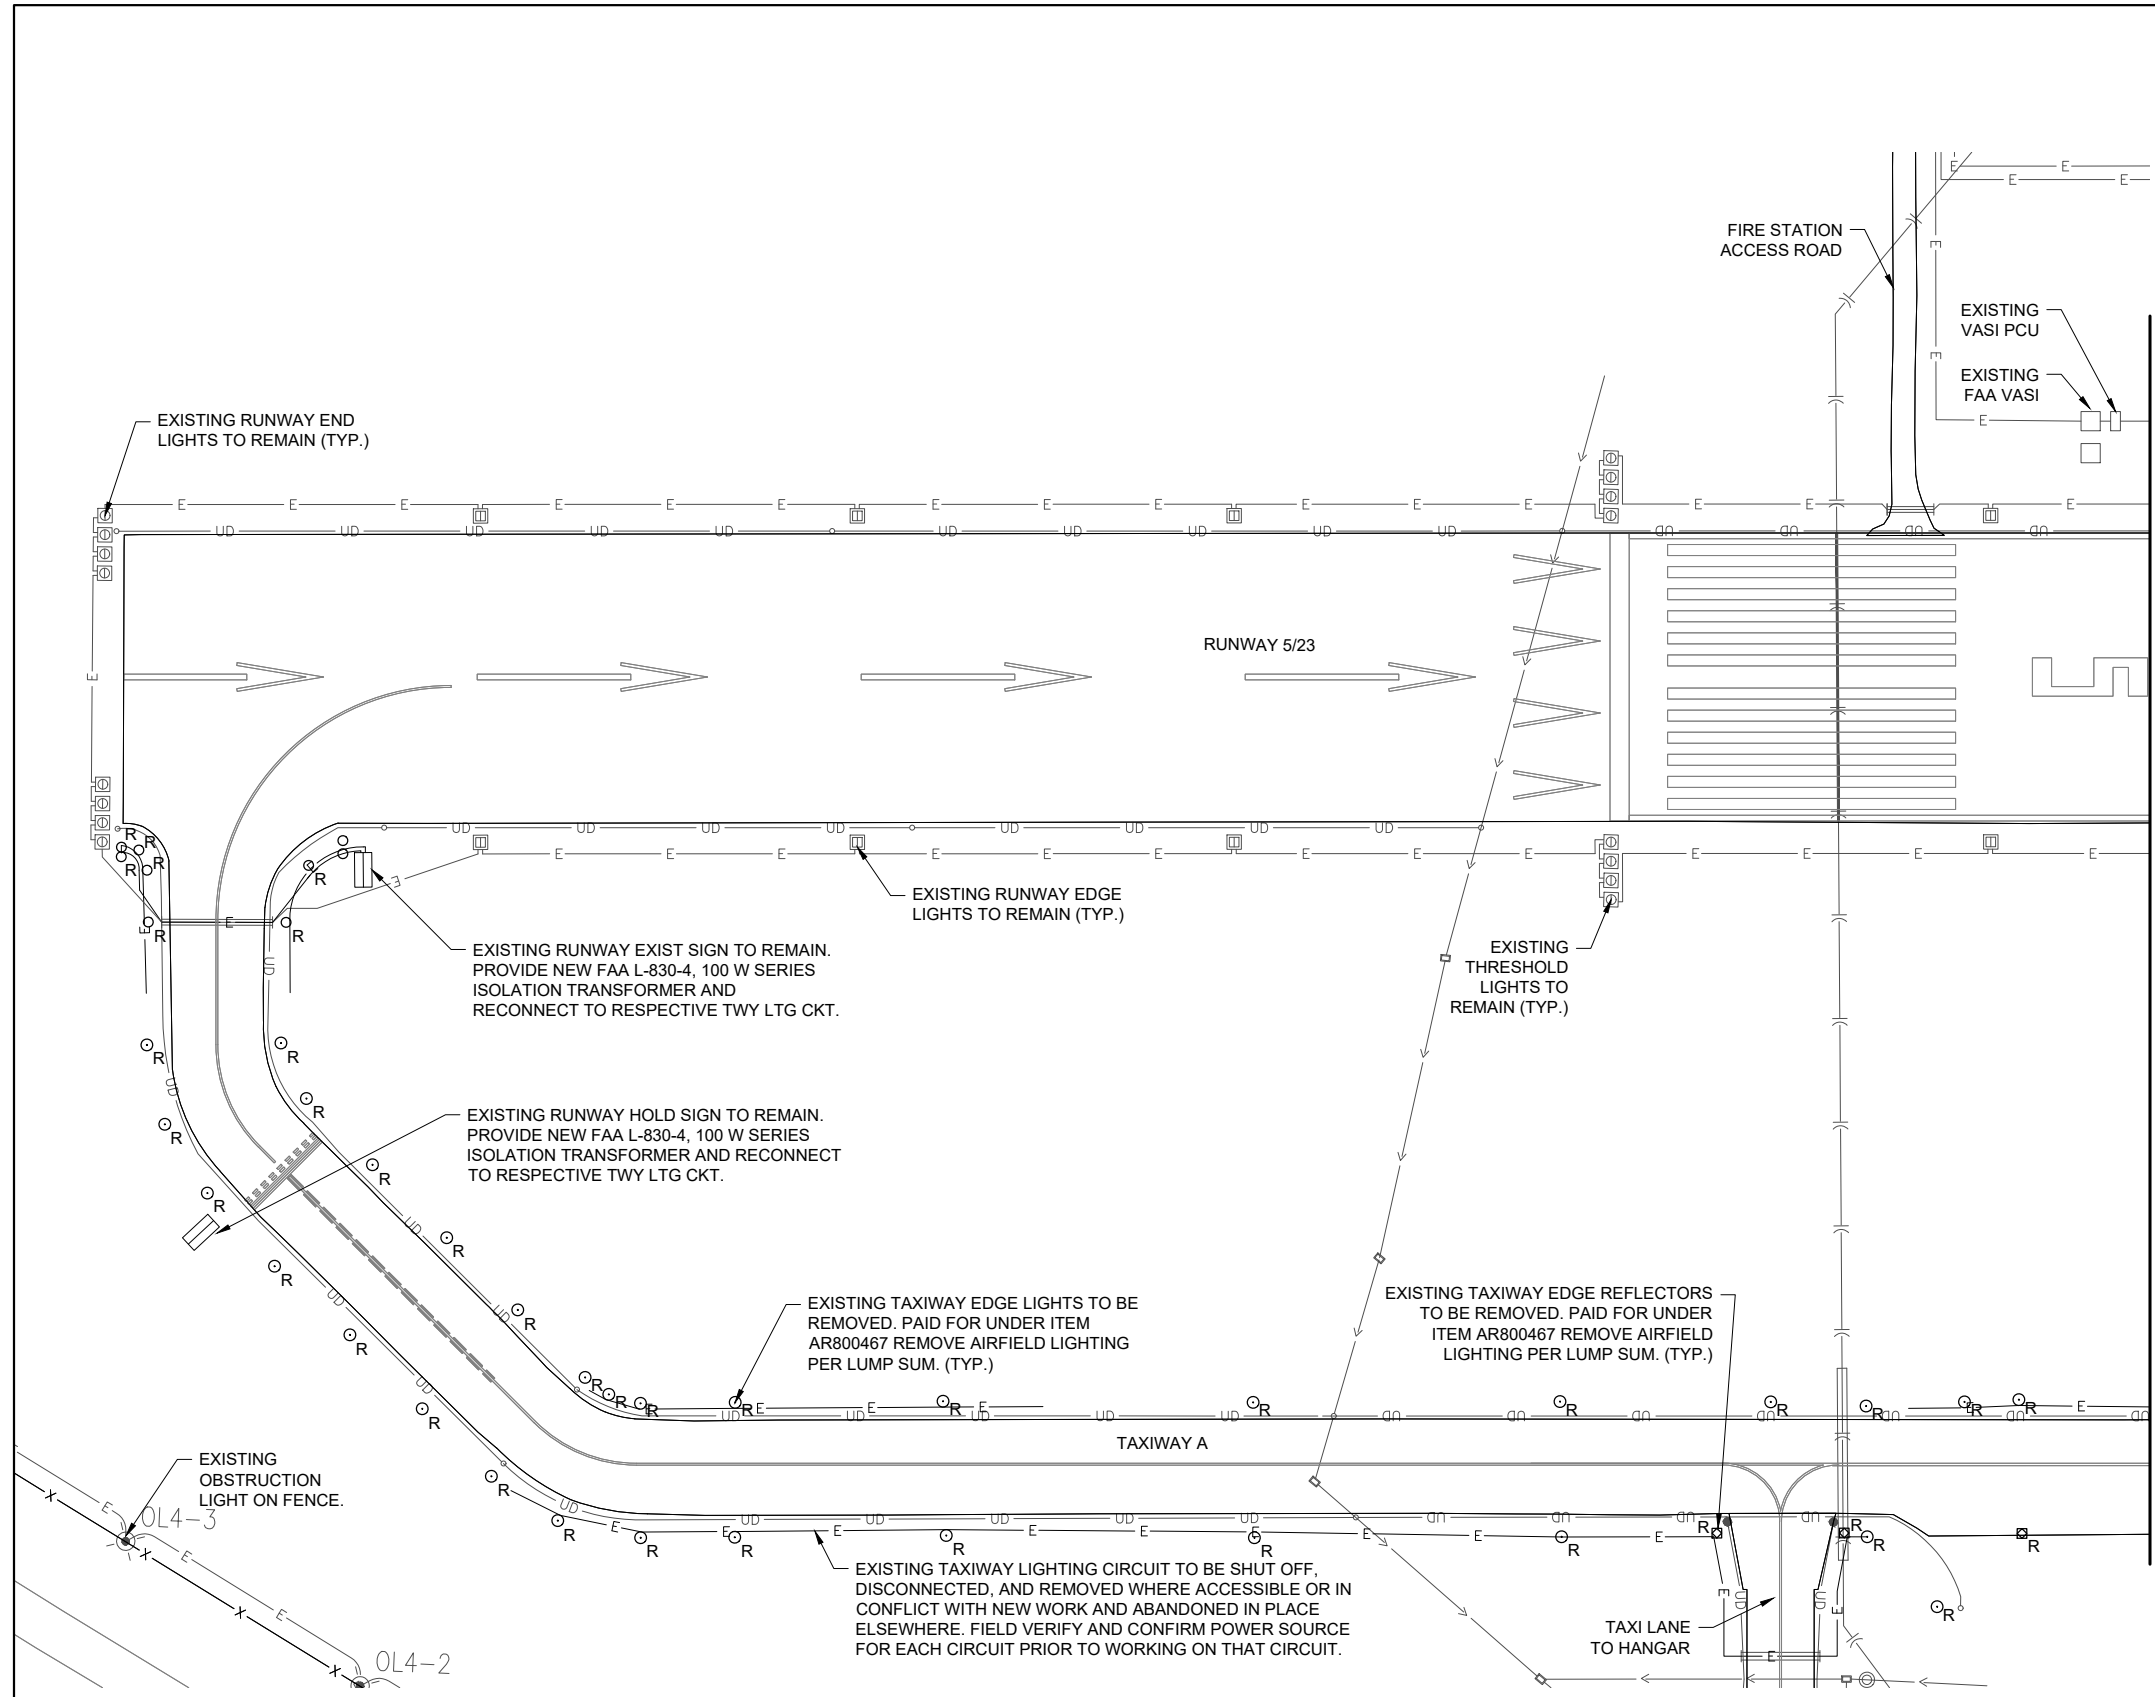 FIRE STATION
ACCESS ROAD
EXISTING
VASI PCU
EXISTING
FAA VASI
EXISTING RUNWAY END
LIGHTS TO REMAIN (TYP.)
RUNWAY 5/23
EXISTING RUNWAY EDGE
LIGHTS TO REMAIN (TYP.)
EXISTING RUNWAY EXIST SIGN TO REMAIN.
PROVIDE NEW FAA L-830-4, 100 W SERIES
ISOLATION TRANSFORMER AND
RECONNECT TO RESPECTIVE TWY LTG CKT.
EXISTING
THRESHOLD
LIGHTS TO
REMAIN (TYP.)
EXISTING RUNWAY HOLD SIGN TO REMAIN.
PROVIDE NEW FAA L-830-4, 100 W SERIES
ISOLATION TRANSFORMER AND RECONNECT
TO RESPECTIVE TWY LTG CKT.
EXISTING TAXIWAY EDGE LIGHTS TO BE
REMOVED. PAID FOR UNDER ITEM
AR800467 REMOVE AIRFIELD LIGHTING
PER LUMP SUM. (TYP.)
EXISTING TAXIWAY EDGE REFLECTORS
TO BE REMOVED. PAID FOR UNDER
ITEM AR800467 REMOVE AIRFIELD
LIGHTING PER LUMP SUM. (TYP.)
TAXIWAY A
EXISTING
OBSTRUCTION
LIGHT ON FENCE.
OL4-3
EXISTING TAXIWAY LIGHTING CIRCUIT TO BE SHUT OFF,
DISCONNECTED, AND REMOVED WHERE ACCESSIBLE OR IN
CONFLICT WITH NEW WORK AND ABANDONED IN PLACE
ELSEWHERE. FIELD VERIFY AND CONFIRM POWER SOURCE
FOR EACH CIRCUIT PRIOR TO WORKING ON THAT CIRCUIT.
TAXI LANE
TO HANGAR
OL4-2